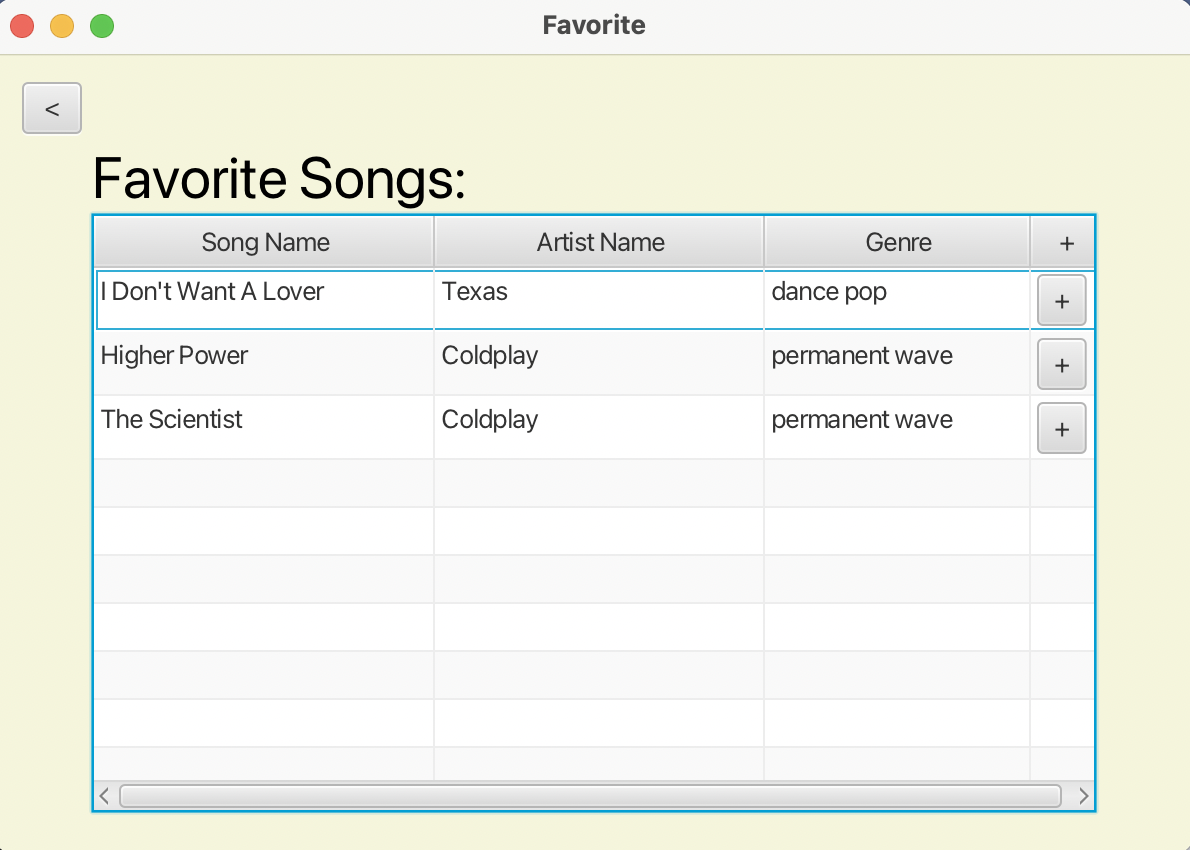 Favorite
<
Favorite Songs:
Song Name Artist Name Genre +
I Don't Want A Lover Texas dance pop +
Higher Power Coldplay permanent wave +
The Scientist Coldplay permanent wave +